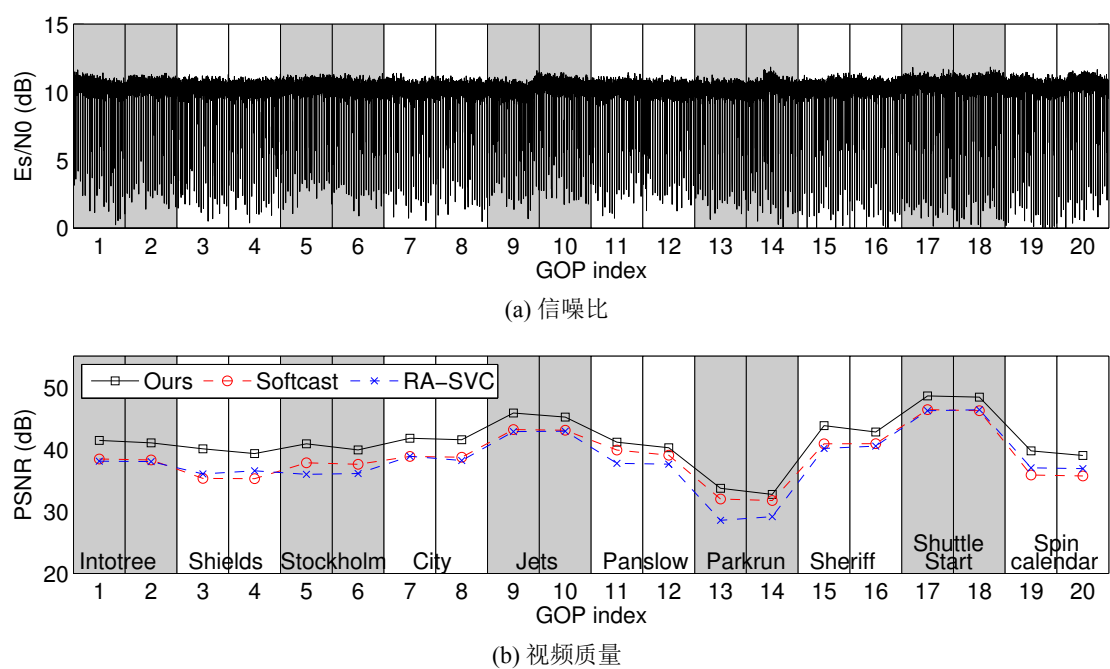 15
10
5
0
Es/N0 (dB)
1 2 3 4 5 6 7 8 9 10 11 12 13 14 15 16 17 18 19 20
GOP index
(a) 信噪比
50
40
30
20
PSNR (dB)
Ours Softcast RA−SVC
Intotree Shields Stockholm City Jets Panslow Parkrun Sheriff Shuttle Start Spin calendar
1 2 3 4 5 6 7 8 9 10 11 12 13 14 15 16 17 18 19 20
GOP index
(b) 视频质量